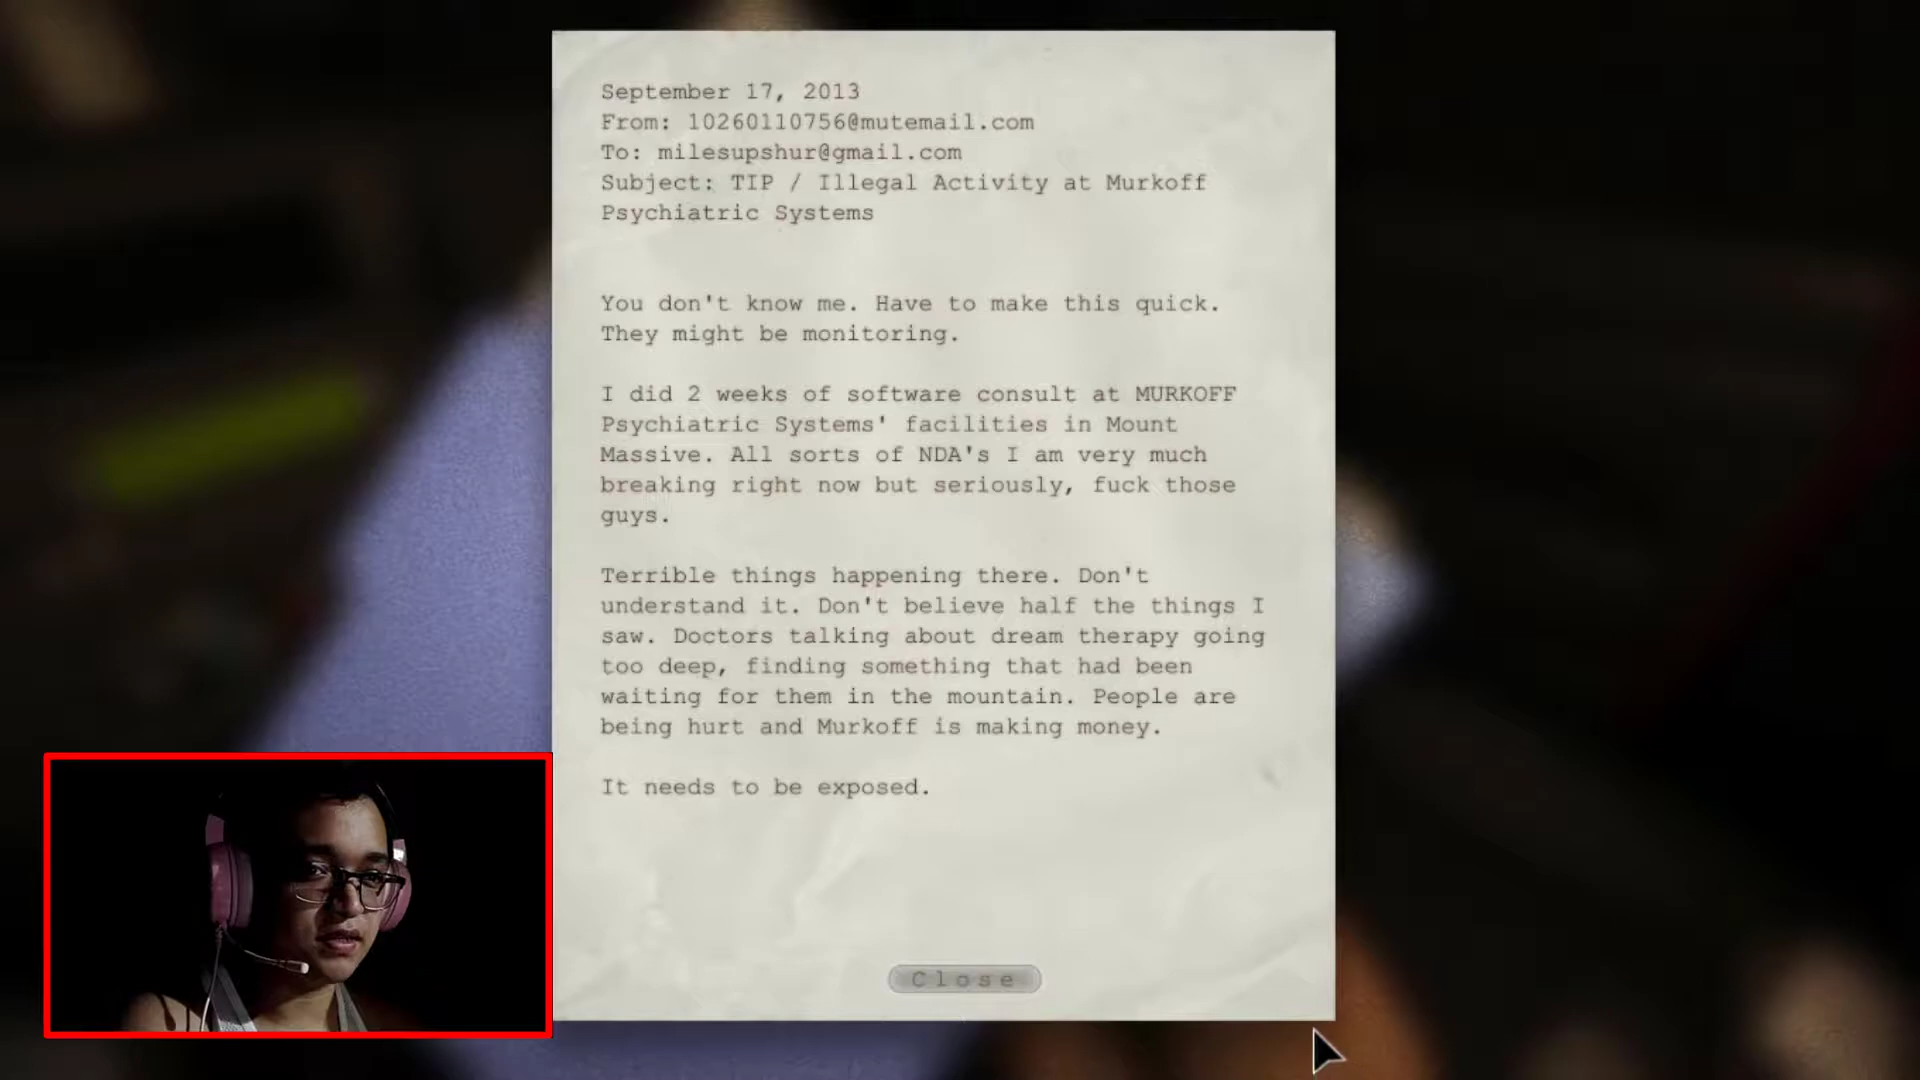 September 17, 2013
From: 10260110756@mutemail.com
To: milesupshur@gmail.com
Subject: TIP / Illegal Activity at Murkoff
Psychiatric Systems
You don't know me. Have to make this quick.
They might be monitoring.
I did 2 weeks of software consult at MURKOFF
Psychiatric Systems' facilities in Mount
Massive. All sorts of NDA's I am very much
breaking right now but seriously, fuck those
guys.
Terrible things happening there. Don't
understand it. Don't believe half the things I
saw. Doctors talking about dream therapy going
too deep, finding something that had been
waiting for them in the mountain. People are
being hurt and Murkoff is making money.
It needs to be exposed.
Close